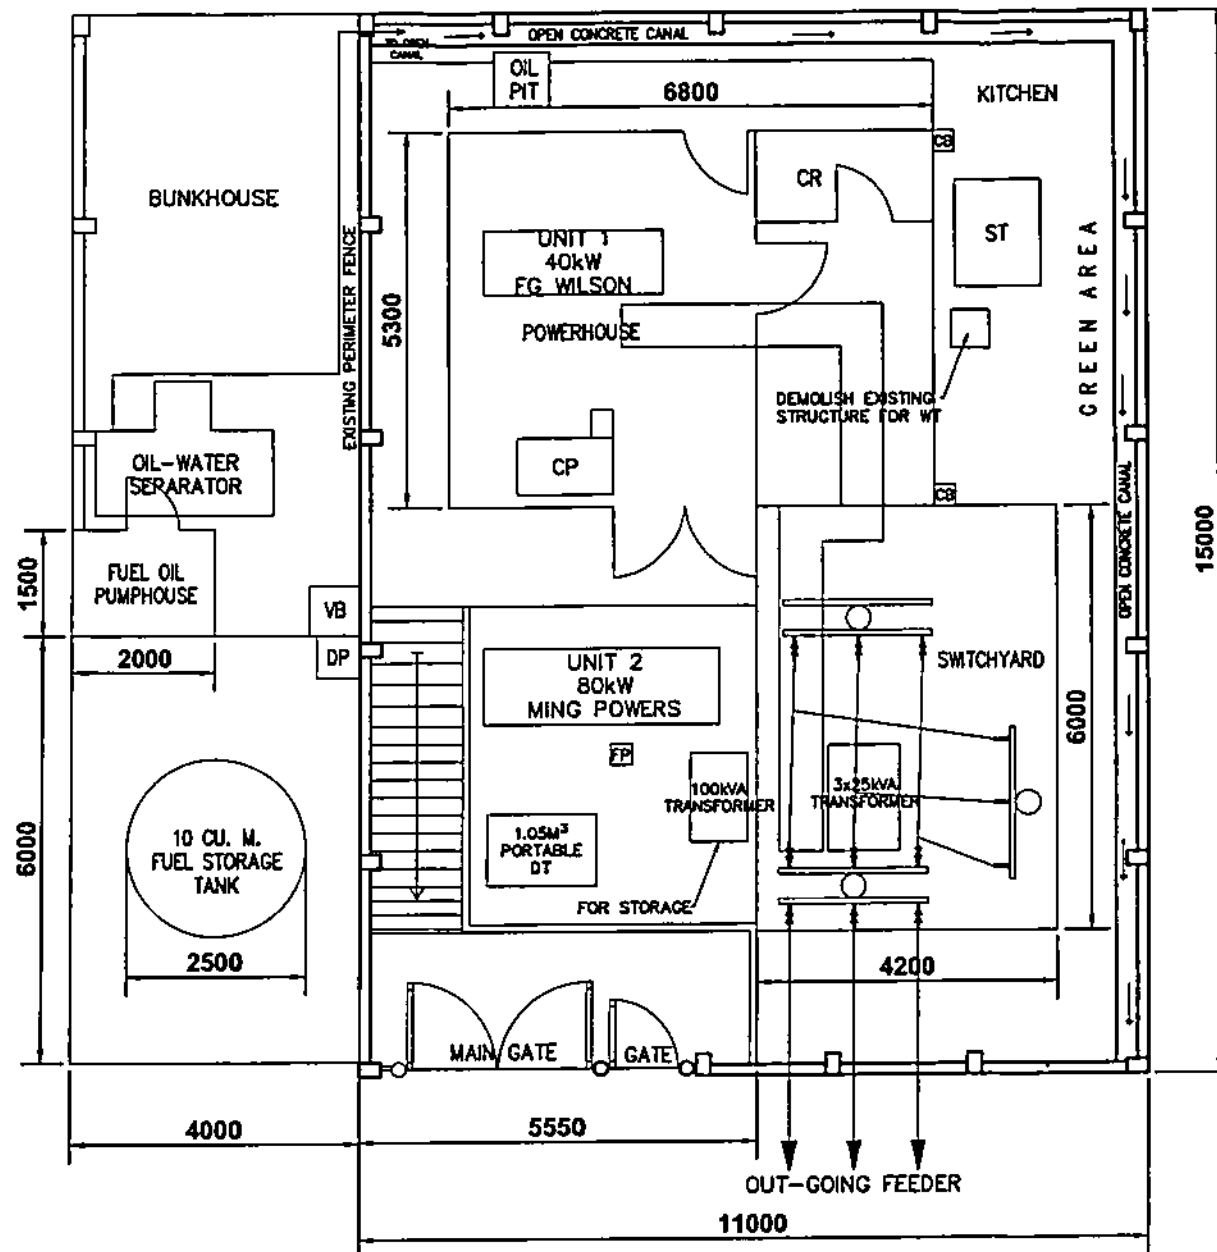 OPEN CONCRETE CANAL
TO OPEN
CANAL
OIL
PIT
6800
KITCHEN
CB
CR
BUNKHOUSE
ST
UNIT 1
40kW
FG WILSON
EXISTING PERIMETER FENCE
5300
POWERHOUSE
GREEN AREA
DEMOLISH EXISTING
STRUCTURE FOR WT
OIL-WATER
SERARATOR
CP
CB
OPEN CONCRETE CANAL
15000
1500
FUEL OIL
PUMPHOUSE
VB
DP
2000
UNIT 2
80kW
MING POWERS
SWITCHYARD
6000
FP
100kVA
TRANSFORMER
3x25kVA
TRANSFORMER
6000
10 CU. M.
FUEL STORAGE
TANK
1.05M³
PORTABLE
DT
FOR STORAGE
2500
4200
MAIN GATE
GATE
4000
5550
OUT-GOING FEEDER
11000